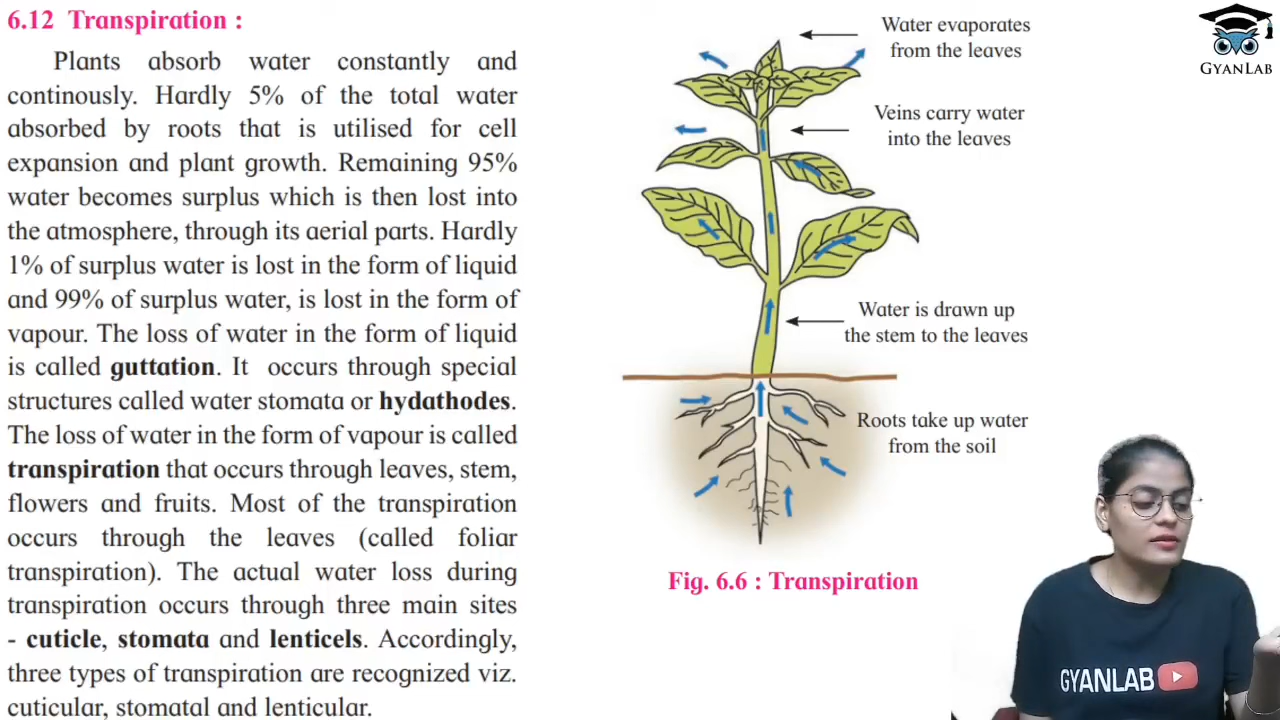 6.12 Transpiration :
Plants absorb water constantly and
continously. Hardly 5% of the total water
absorbed by roots that is utilised for cell
expansion and plant growth. Remaining 95%
water becomes surplus which is then lost into
the atmosphere, through its aerial parts. Hardly
1% of surplus water is lost in the form of liquid
and 99% of surplus water, is lost in the form of
vapour. The loss of water in the form of liquid
is called guttation. It occurs through special
structures called water stomata or hydathodes.
The loss of water in the form of vapour is called
transpiration that occurs through leaves, stem,
flowers and fruits. Most of the transpiration
occurs through the leaves (called foliar
transpiration). The actual water loss during
transpiration occurs through three main sites
- cuticle, stomata and lenticels. Accordingly,
three types of transpiration are recognized viz.
cuticular, stomatal and lenticular.
Water evaporates
from the leaves
Veins carry water
into the leaves
Water is drawn up
the stem to the leaves
Roots take up water
from the soil
Fig. 6.6 : Transpiration
GYANLAB
GYANLAB